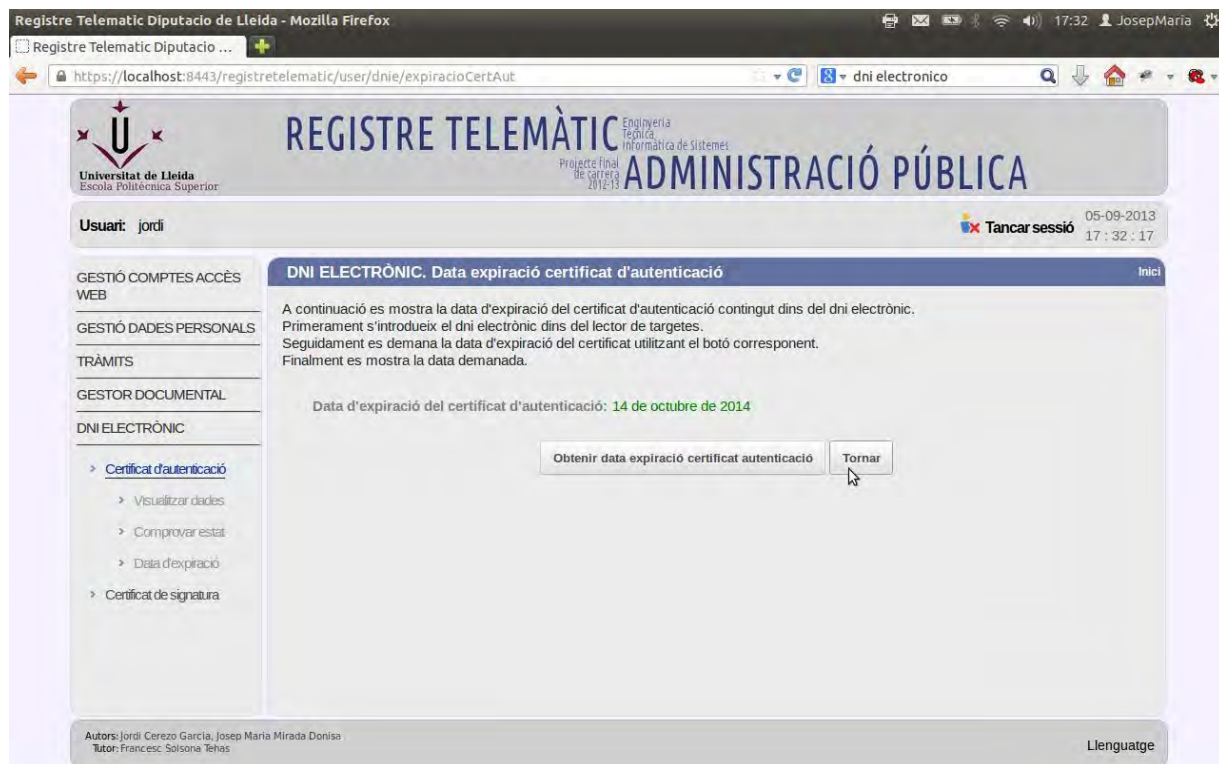 Registre Telematic Diputacio de Lleida - Mozilla Firefox
17:32 JosepMaria
Registre Telematic Diputacio ...
https://localhost:8443/registretelematic/user/dnie/expiracioCertAut
dni electronico
Universitat de Lleida
Escola Politècnica Superior
REGISTRE TELEMÀTIC
Enginyeria
Tècnica
Informàtica de Sistemes
Projecte final
de carrera
2012-13
ADMINISTRACIÓ PÚBLICA
Usuari: jordi
Tancar sessió
05-09-2013
17 : 32 : 17
GESTIÓ COMPTES ACCÈS
WEB
GESTIÓ DADES PERSONALS
TRÀMITS
GESTOR DOCUMENTAL
DNI ELECTRÒNIC
Certificat d'autenticació
Visualitzar dades
Comprovar estat
Data d'expiració
Certificat de signatura
DNI ELECTRÒNIC. Data expiració certificat d'autenticació
Inici
A continuació es mostra la data d'expiració del certificat d'autenticació contingut dins del dni electrònic.
Primerament s'introdueix el dni electrònic dins del lector de targetes.
Seguidament es demana la data d'expiració del certificat utilitzant el botó corresponent.
Finalment es mostra la data demanada.
Data d'expiració del certificat d'autenticació: 14 de octubre de 2014
Obtenir data expiració certificat autenticació
Tornar
Autors: Jordi Cerezo Garcia, Josep Maria Mirada Donisa
Tutor: Francesc Solsona Tehas
Llenguatge